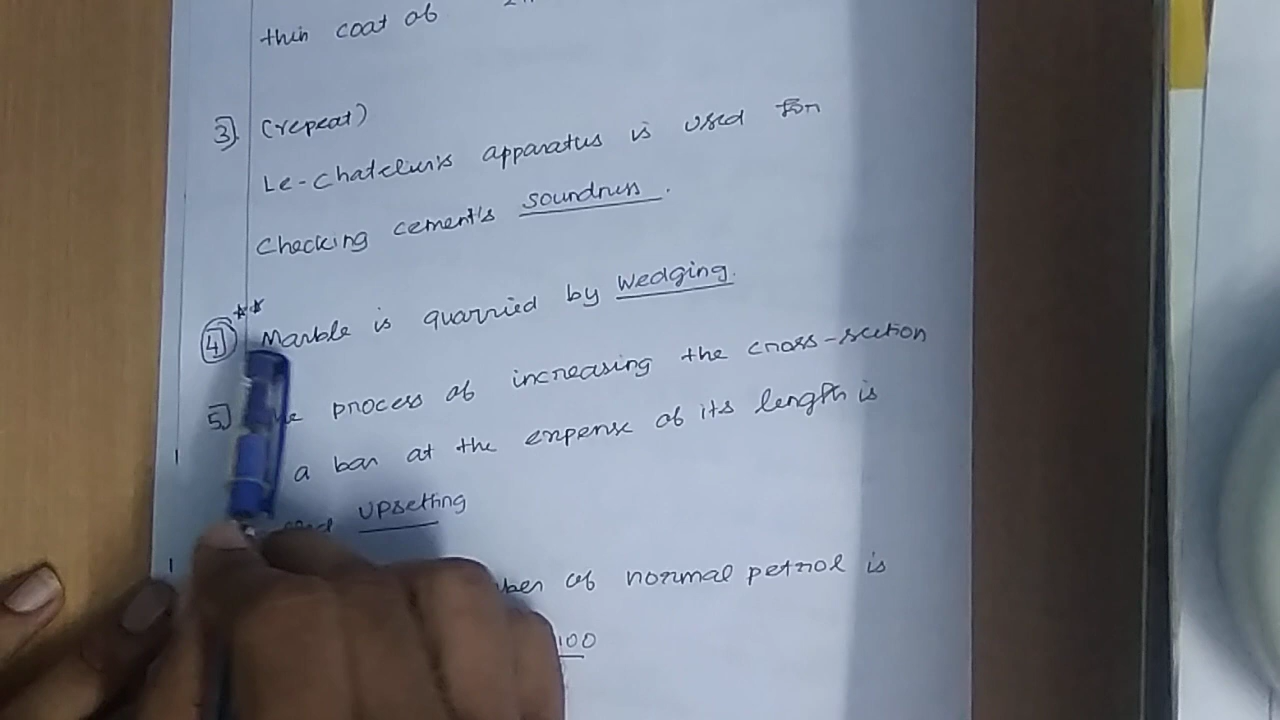 thin coat of
3]. (repeat)
Le-chatelier's apparatus is used for
checking cement's soundness.
** 4] Marble is quarried by wedging.
5] process of increasing the cross-section
a bar at the expense of its length is
upsetting
of normal petrol is
100